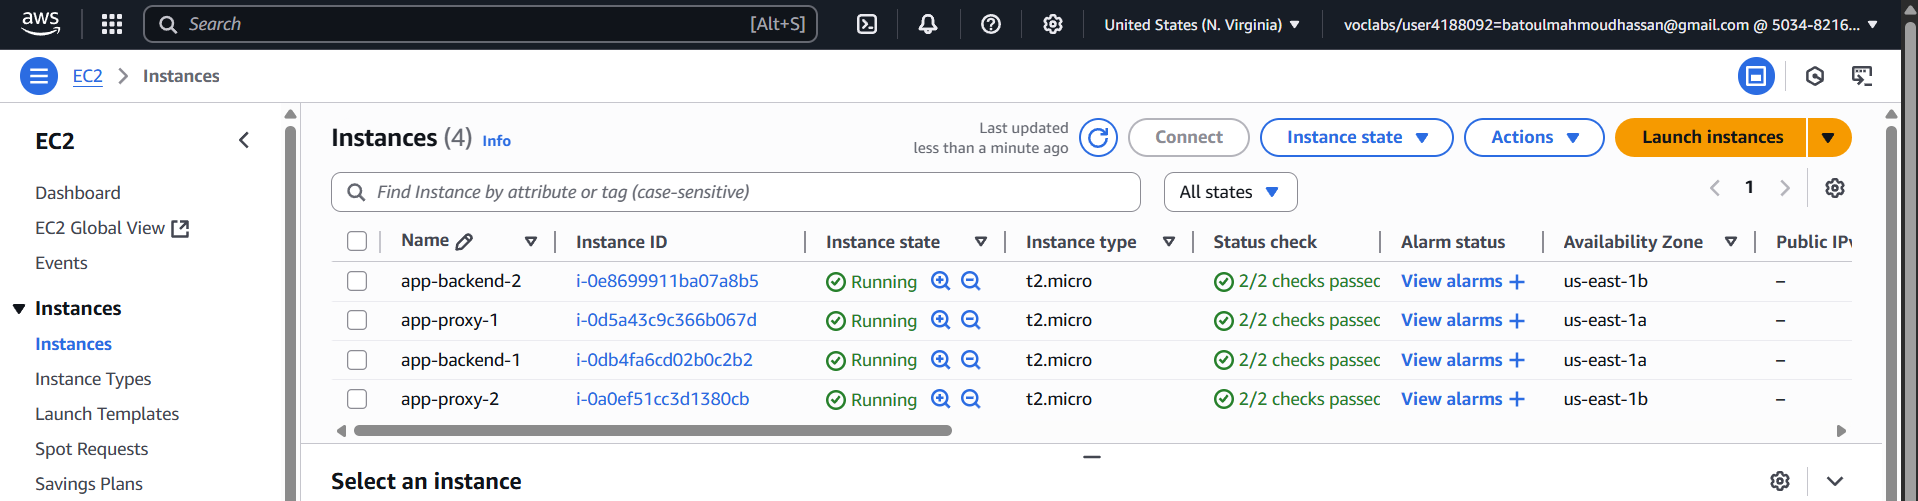 aws
Search [Alt+S] United States (N. Virginia) voclabs/user4188092=batoulmahmoudhassan@gmail.com @ 5034-8216...
EC2 Instances
EC2
Dashboard
EC2 Global View
Events
Instances
Instances
Instance Types
Launch Templates
Spot Requests
Savings Plans
Instances (4) Info
Last updated
less than a minute ago
Connect Instance state Actions Launch instances
Find Instance by attribute or tag (case-sensitive) All states 1
Name Instance ID Instance state Instance type Status check Alarm status Availability Zone Public IPv
app-backend-2 i-0e8699911ba07a8b5 Running t2.micro 2/2 checks passed View alarms + us-east-1b –
app-proxy-1 i-0d5a43c9c366b067d Running t2.micro 2/2 checks passed View alarms + us-east-1a –
app-backend-1 i-0db4fa6cd02b0c2b2 Running t2.micro 2/2 checks passed View alarms + us-east-1a –
app-proxy-2 i-0a0ef51cc3d1380cb Running t2.micro 2/2 checks passed View alarms + us-east-1b –
Select an instance